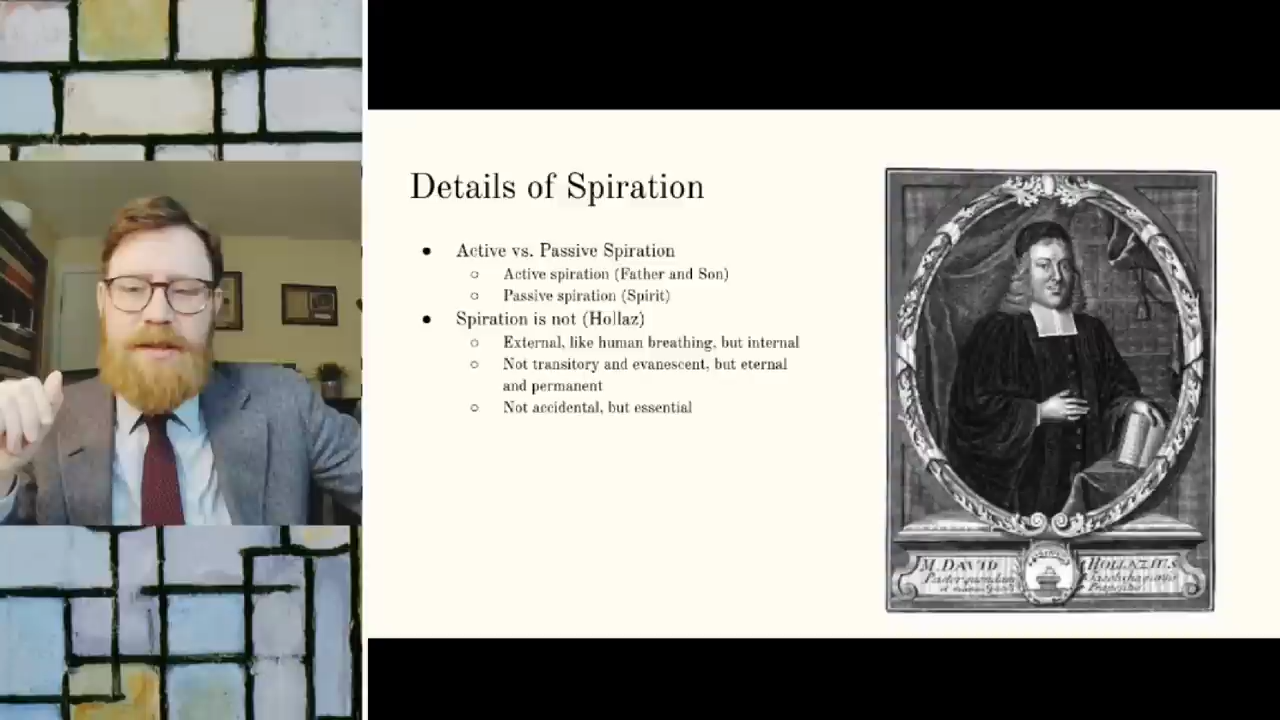 Details of Spiration
● Active vs. Passive Spiration
○ Active spiration (Father and Son)
○ Passive spiration (Spirit)
● Spiration is not (Hollaz)
○ External, like human breathing, but internal
○ Not transitory and evanescent, but eternal
and permanent
○ Not accidental, but essential
M. DAVID HOLLAZIUS